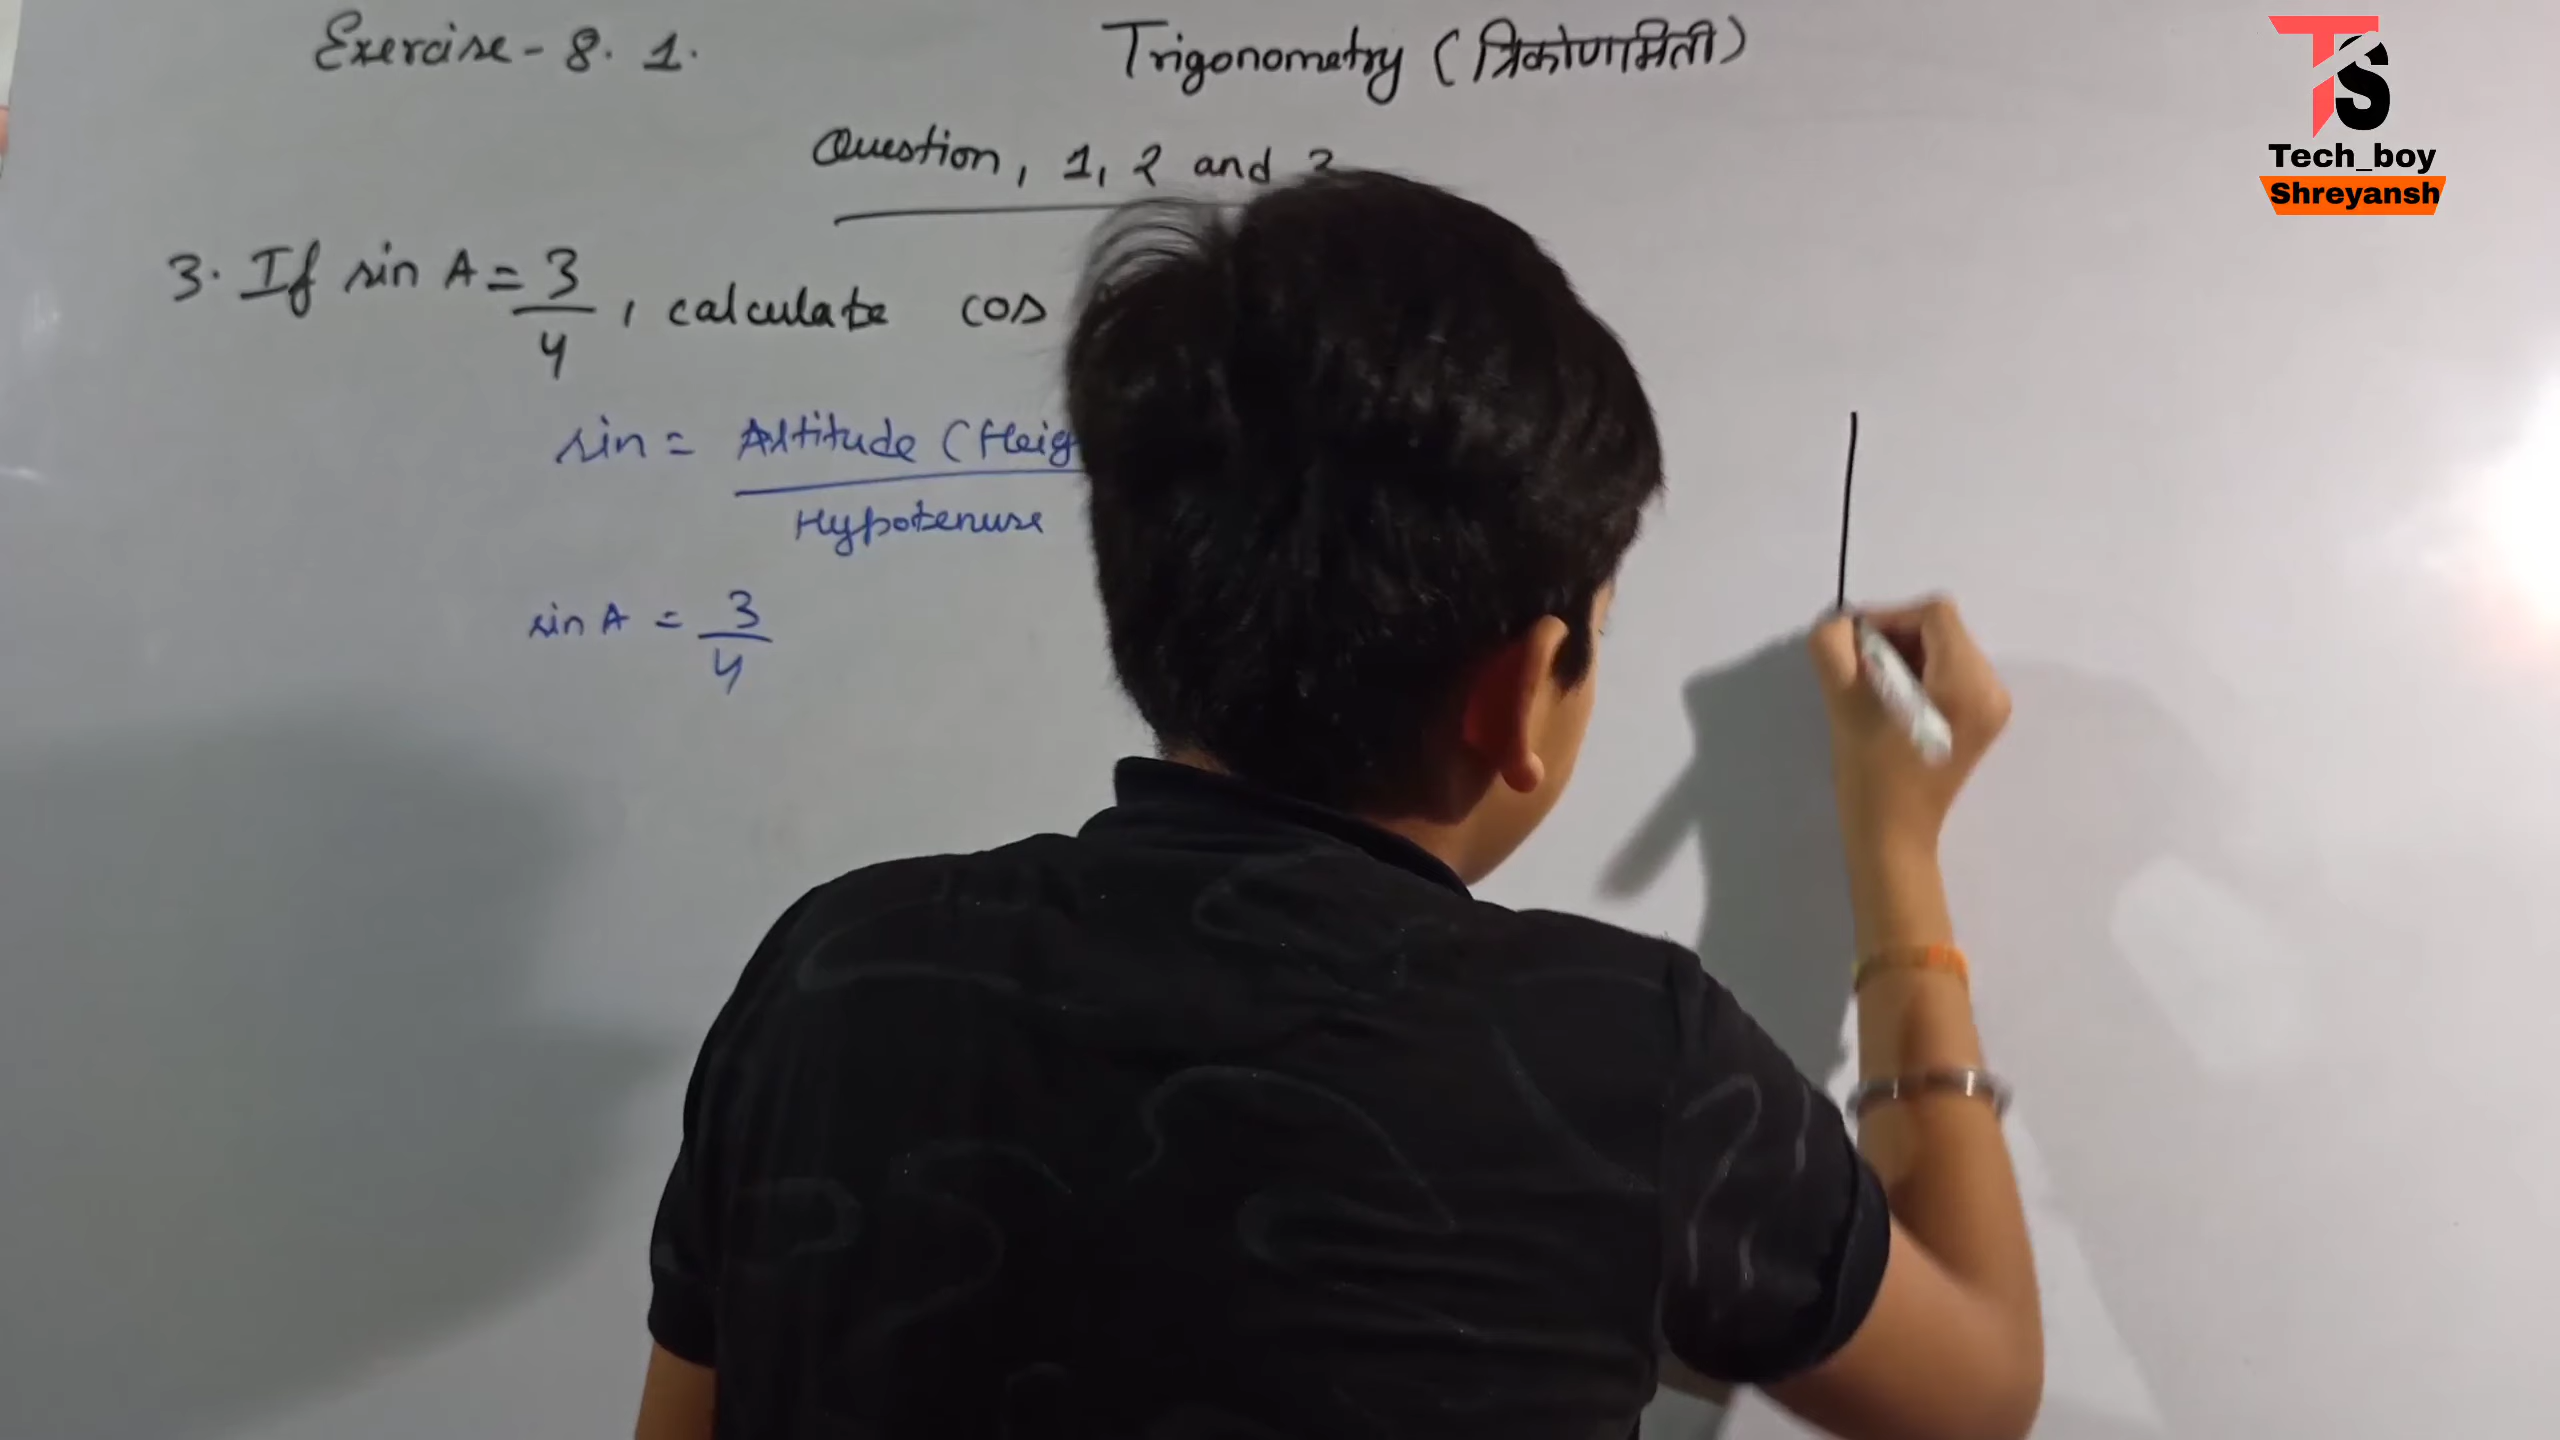 Exercise - 8. 1.
Trigonometry (त्रिकोणमिती)
Question, 1, 2 and
3. If sin A = 3/4, calculate cos
sin = Altitude (Heig
Hypotenuse
sin A = 3/4
TS
Tech_boy
Shreyansh